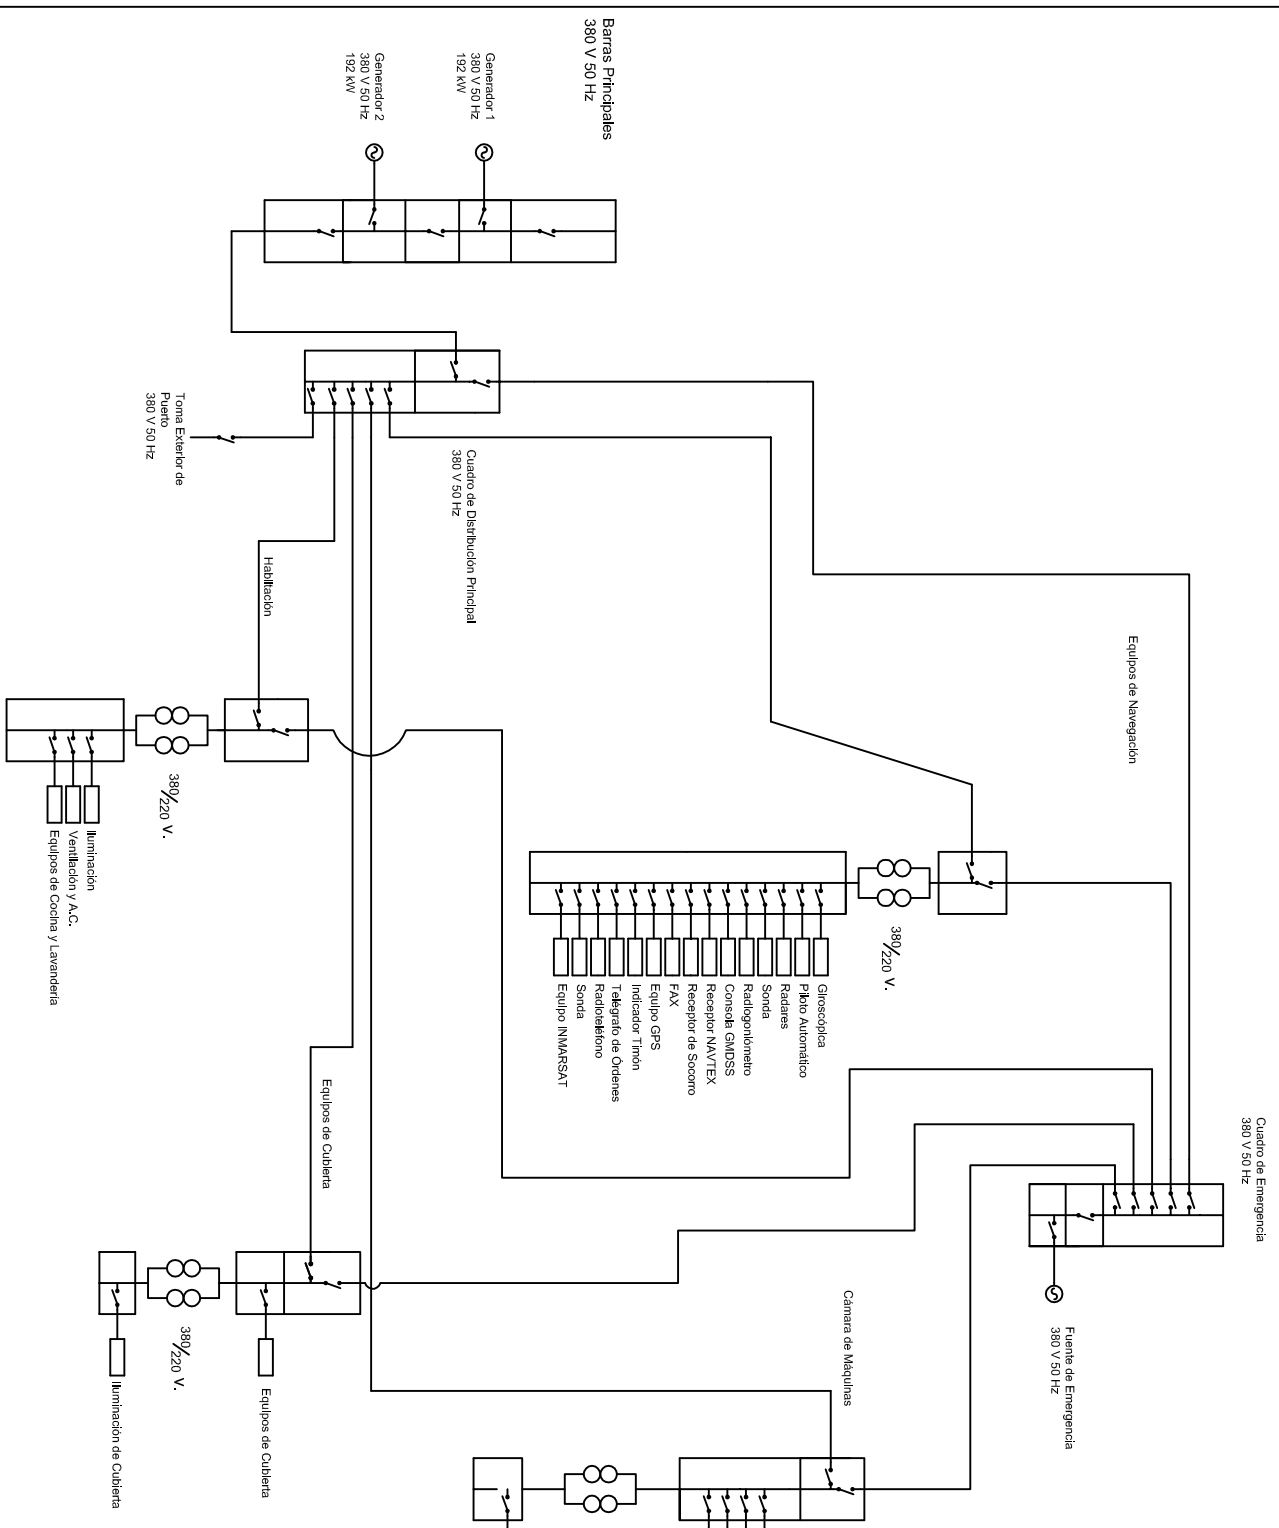 Barras Principales
380 V 50 Hz
Generador 1
380 V 50 Hz
192 kW
Generador 2
380 V 50 Hz
192 kW
Toma Exterior de
Puerto
380 V 50 Hz
Cuadro de Distribución Principal
380 V 50 Hz
Habilitación
Equipos de Navegación
380/220 V.
Iluminación
Ventilación y A.C.
Equipos de Cocina y Lavandería
380/220 V.
Giroscópica
Piloto Automático
Radares
Sonda
Radiogoniómetro
Consola GMDSS
Receptor NAVTEX
Receptor de Socorro
FAX
Equipo GPS
Indicador Timón
Telégrafo de Órdenes
Radioteléfono
Sonda
Equipo INMARSAT
Equipos de Cubierta
Cuadro de Emergencia
380 V 50 Hz
Fuente de Emergencia
380 V 50 Hz
Cámara de Máquinas
380/220 V.
Equipos de Cubierta
Iluminación de Cubierta